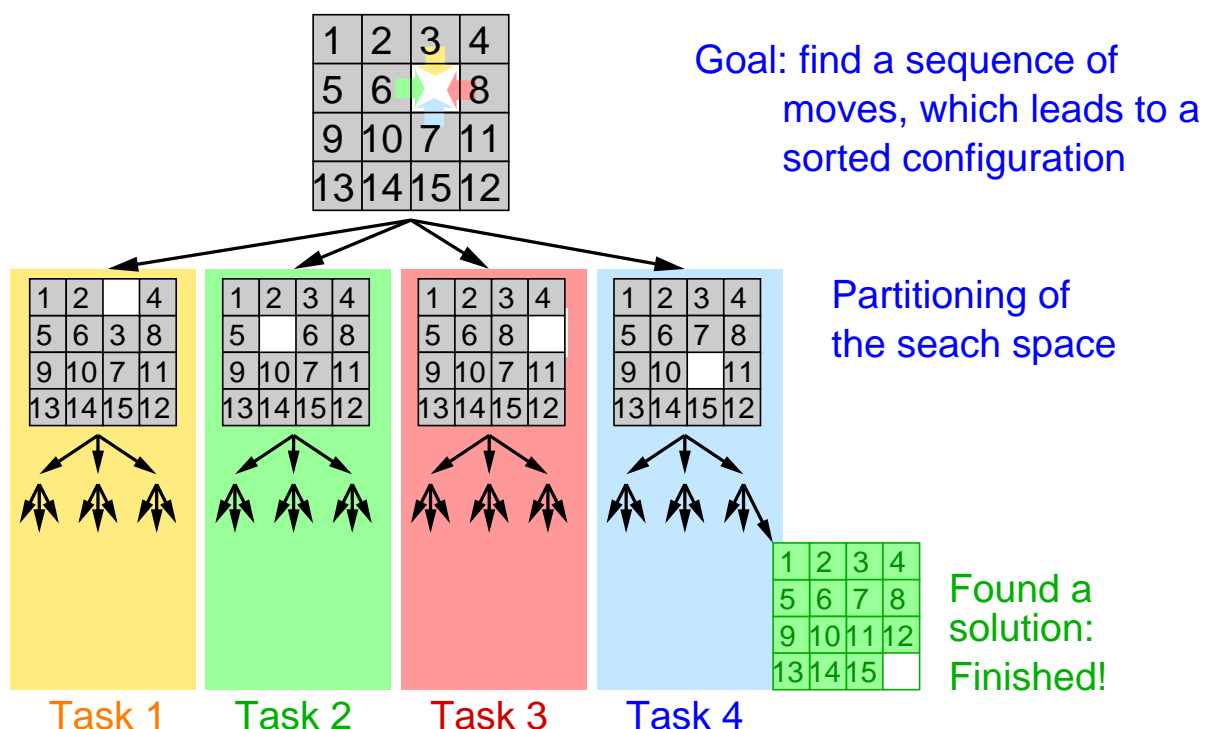 1 2 3 4
5 6 8
9 10 7 11
13 14 15 12
Goal: find a sequence of
moves, which leads to a
sorted configuration
1 2 4
5 6 3 8
9 10 7 11
13 14 15 12
1 2 3 4
5 6 8
9 10 7 11
13 14 15 12
1 2 3 4
5 6 8
9 10 7 11
13 14 15 12
1 2 3 4
5 6 7 8
9 10 11
13 14 15 12
Partitioning of
the seach space
1 2 3 4
5 6 7 8
9 10 11 12
13 14 15
Found a
solution:
Finished!
Task 1
Task 2
Task 3
Task 4